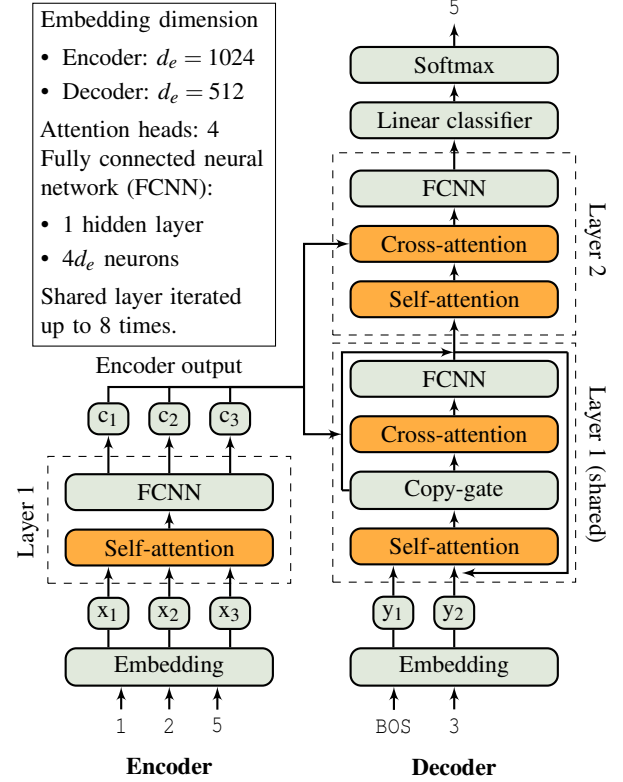 Embedding dimension
• Encoder: dₑ = 1024
• Decoder: dₑ = 512
Attention heads: 4
Fully connected neural
network (FCNN):
• 1 hidden layer
• 4dₑ neurons
Shared layer iterated
up to 8 times.
Encoder output
c₁ c₂ c₃
FCNN
Self-attention
Layer 1
x₁ x₂ x₃
Embedding
1 2 5
Encoder
5
Softmax
Linear classifier
FCNN
Cross-attention
Self-attention
Layer 2
FCNN
Cross-attention
Copy-gate
Self-attention
Layer 1 (shared)
y₁ y₂
Embedding
BOS 3
Decoder